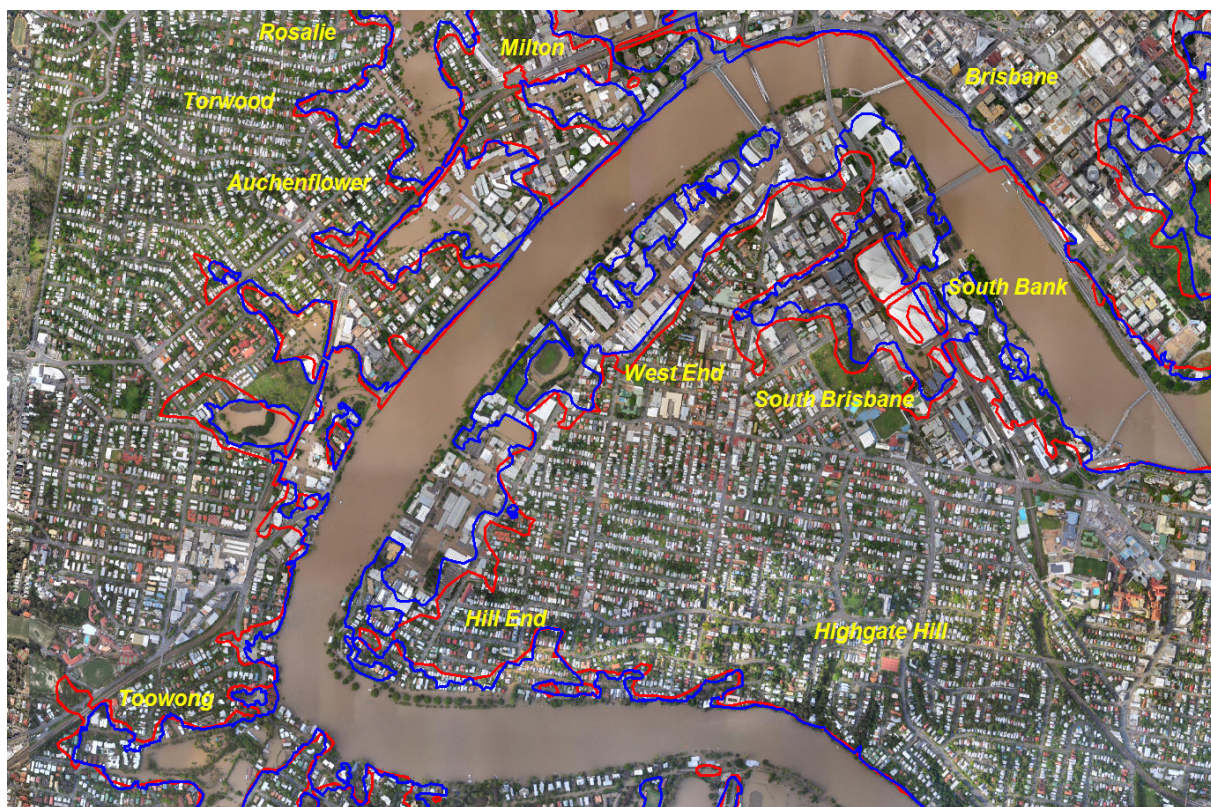 Rosalie
Milton
Brisbane
Torwood
Auchenflower
South Bank
West End
South Brisbane
Hill End
Highgate Hill
Toowong